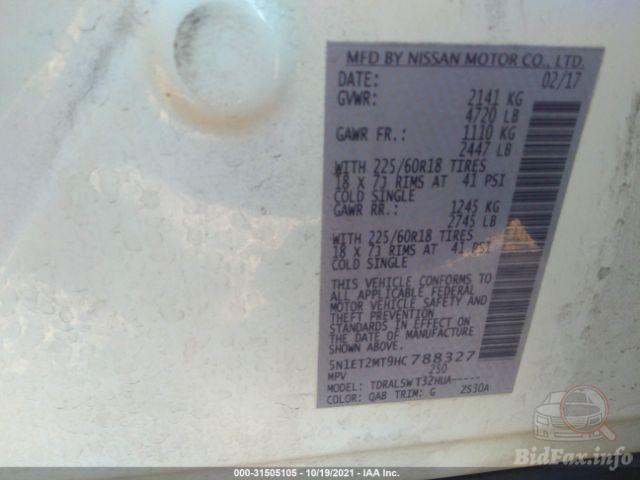 MFD BY NISSAN MOTOR CO., LTD.
DATE: 02/17
GVWR: 2141 KG
4720 LB
GAWR FR.: 1110 KG
2447 LB
WITH 225/60R18 TIRES
18 X 7J RIMS AT 41 PSI
COLD SINGLE
GAWR RR.: 1245 KG
2745 LB
WITH 225/60R18 TIRES
18 X 7J RIMS AT 41 PSI
COLD SINGLE
THIS VEHICLE CONFORMS TO
ALL APPLICABLE FEDERAL
MOTOR VEHICLE SAFETY AND
THEFT PREVENTION
STANDARDS IN EFFECT ON
THE DATE OF MANUFACTURE
SHOWN ABOVE.
5N1ET2MT9HC788327
MPV 250
MODEL: TDRALSW T32HUA-----
COLOR: QAB TRIM: G ZS30A
BidFax.info
000-31505105 - 10/19/2021 - IAA Inc.